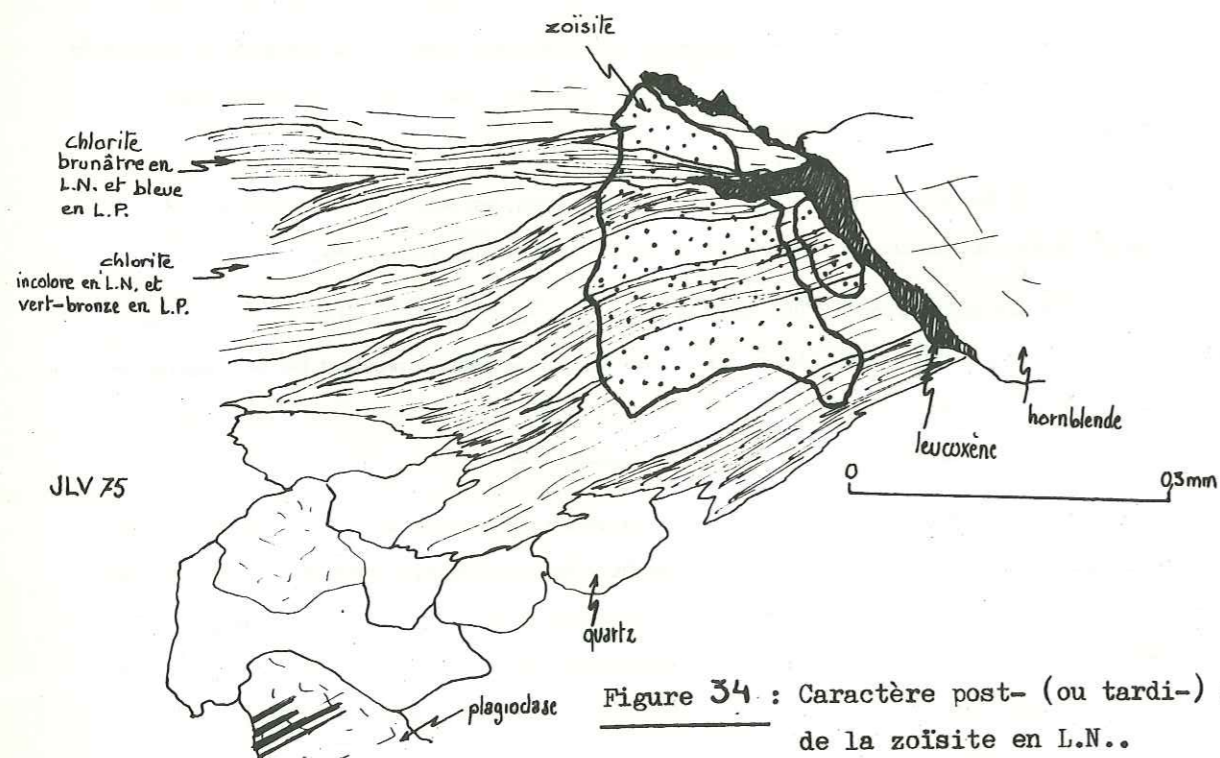 zoïsite
chlorite
brunâtre en
L.N. et bleue
en L.P.
chlorite
incolore en L.N. et
vert-bronze en L.P.
hornblende
leucoxène
JLV 75
0 0,3mm
quartz
plagioclase
Figure 34 : Caractère post- (ou tardi-)
de la zoïsite en L.N..